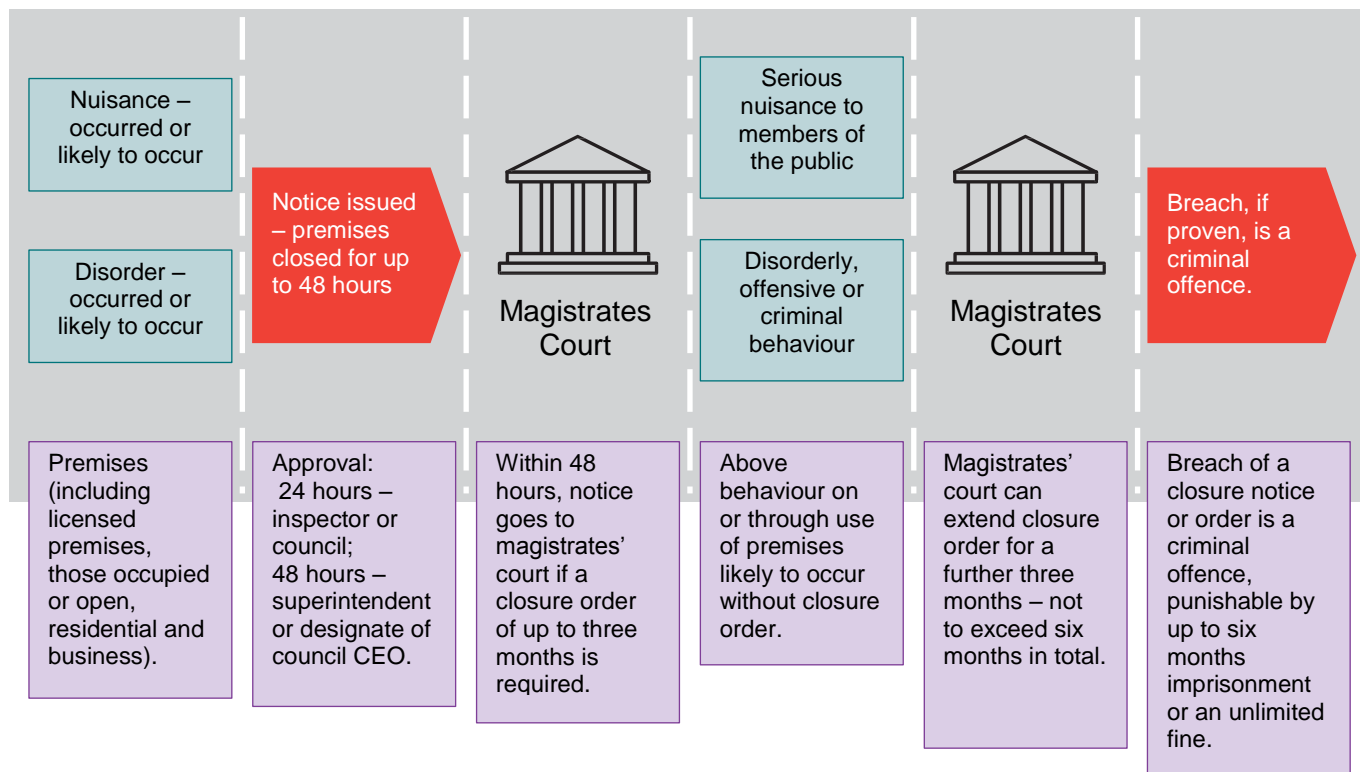 Nuisance –
occurred or
likely to occur
Disorder –
occurred or
likely to occur
Notice issued
– premises
closed for up
to 48 hours
Magistrates
Court
Serious
nuisance to
members of
the public
Disorderly,
offensive or
criminal
behaviour
Magistrates
Court
Breach, if
proven, is a
criminal
offence.
Premises
(including
licensed
premises,
those occupied
or open,
residential and
business).
Approval:
24 hours –
inspector or
council;
48 hours –
superintendent
or designate of
council CEO.
Within 48
hours, notice
goes to
magistrates’
court if a
closure order
of up to three
months is
required.
Above
behaviour on
or through use
of premises
likely to occur
without closure
order.
Magistrates’
court can
extend closure
order for a
further three
months – not
to exceed six
months in total.
Breach of a
closure notice
or order is a
criminal
offence,
punishable by
up to six
months
imprisonment
or an unlimited
fine.